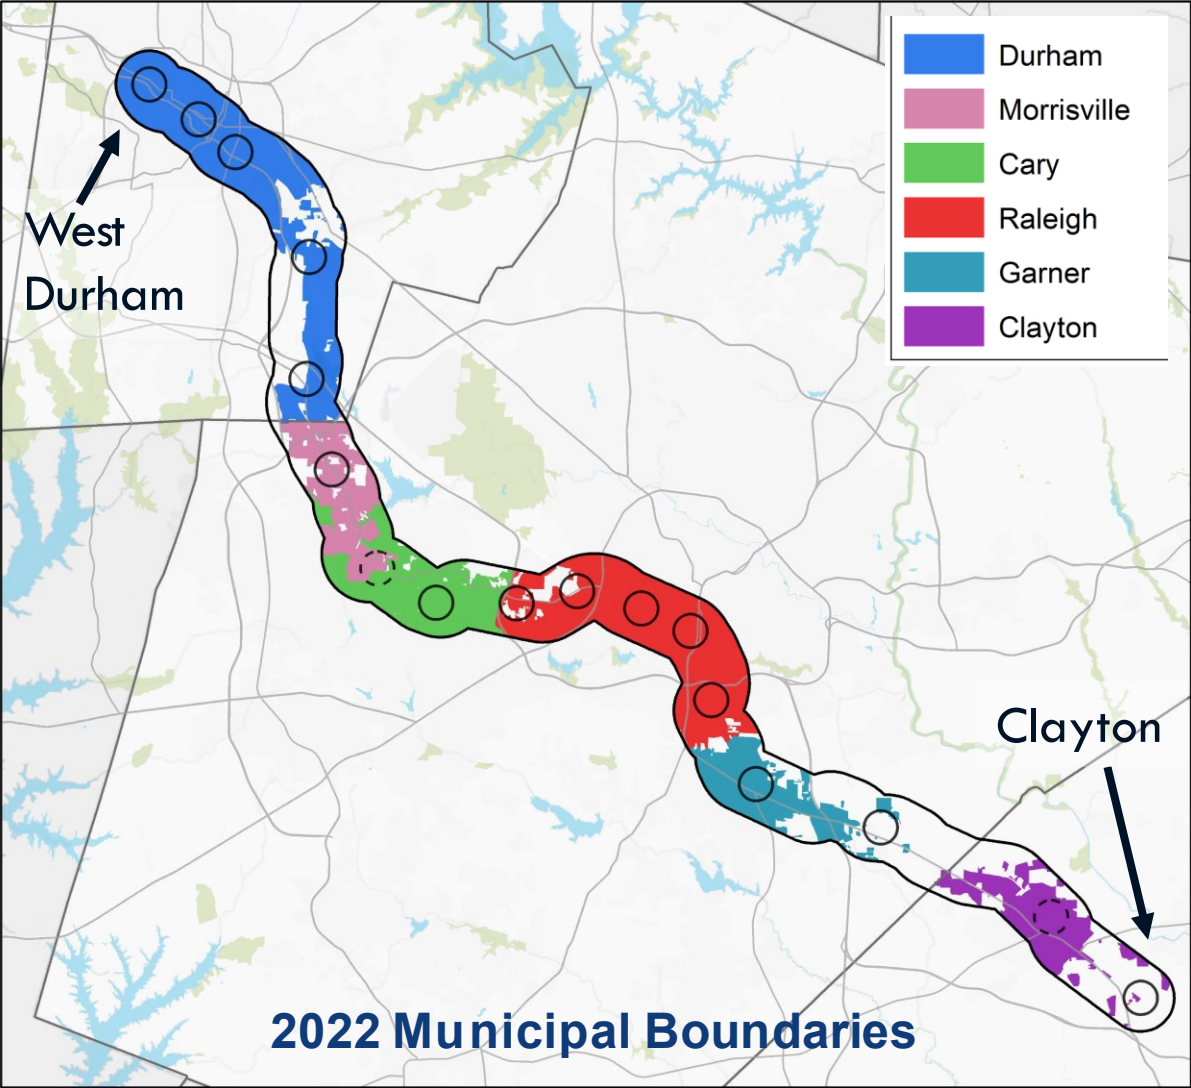 Durham
Morrisville
Cary
Raleigh
Garner
Clayton
West
Durham
Clayton
2022 Municipal Boundaries